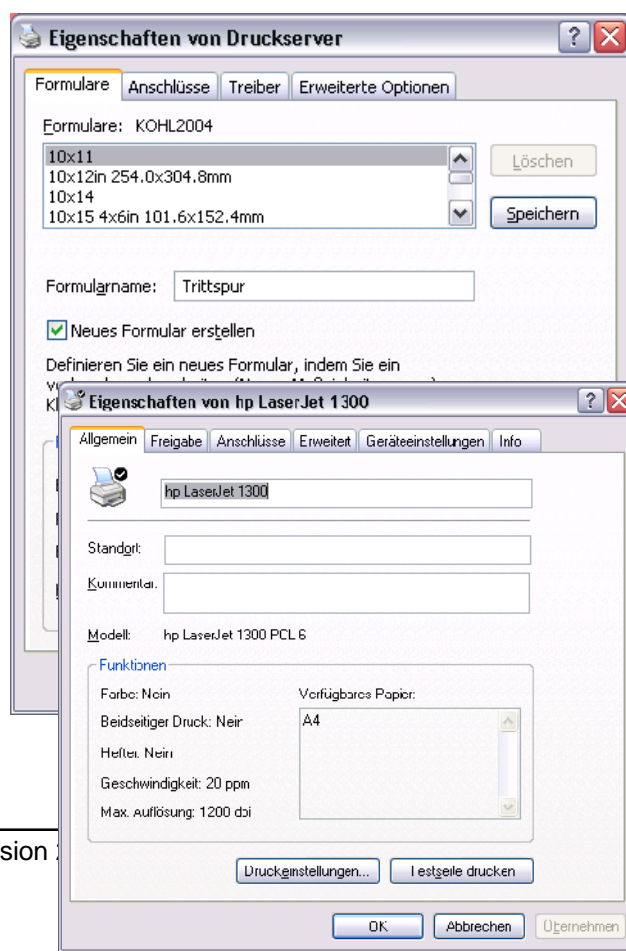 Eigenschaften von Druckserver
Formulare Anschlüsse Treiber Erweiterte Optionen
Formulare: KOHL2004
10x11
10x12in 254.0x304.8mm
10x14
10x15 4x6in 101.6x152.4mm
Löschen
Speichern
Formularname: Trittspur
Neues Formular erstellen
Definieren Sie ein neues Formular, indem Sie ein
Eigenschaften von hp LaserJet 1300
Allgemein Freigabe Anschlüsse Erweitert Geräteeinstellungen Info
hp LaserJet 1300
Standort:
Kommentar:
Modell: hp LaserJet 1300 PCL 6
Funktionen
Farbe: Nein Verfügbares Papier:
Beidseitiger Druck: Nein A4
Heften: Nein
Geschwindigkeit: 20 ppm
Max. Auflösung: 1200 dpi
sion
Druckeinstellungen... Testseite drucken
OK Abbrechen Übernehmen